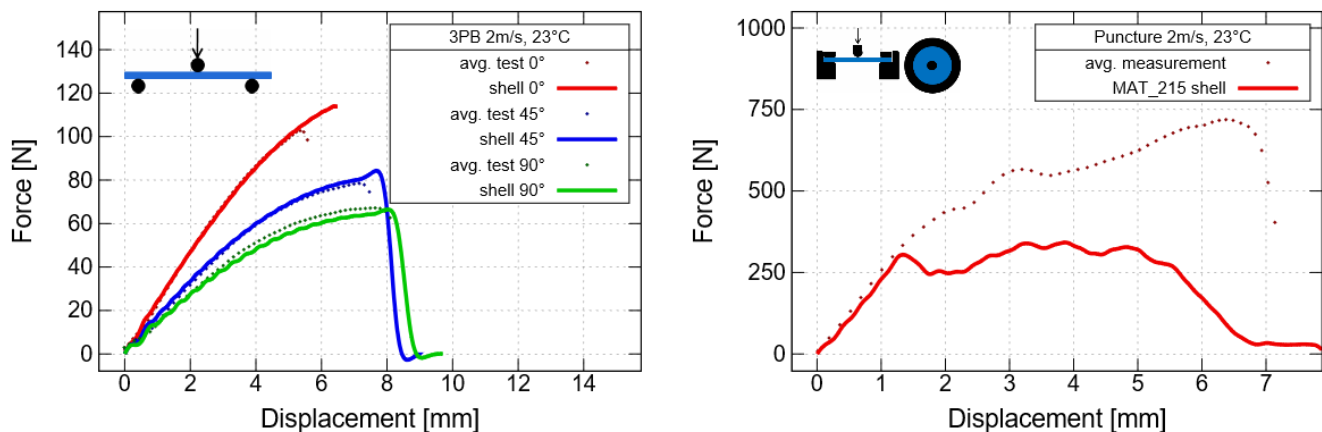 3PB 2m/s, 23°C
avg. test 0°
shell 0°
avg. test 45°
shell 45°
avg. test 90°
shell 90°
Force [N]
140
120
100
80
60
40
20
0
0 2 4 6 8 10 12 14
Displacement [mm]
Puncture 2m/s, 23°C
avg. measurement
MAT_215 shell
Force [N]
1000
750
500
250
0
0 1 2 3 4 5 6 7
Displacement [mm]